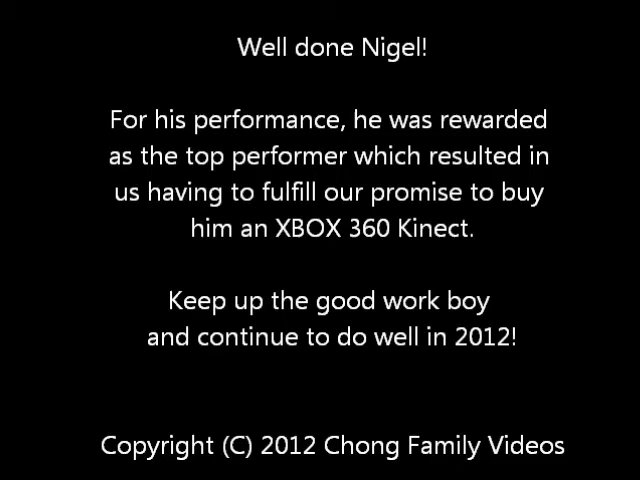 Well done Nigel!
For his performance, he was rewarded
as the top performer which resulted in
us having to fulfill our promise to buy
him an XBOX 360 Kinect.
Keep up the good work boy
and continue to do well in 2012!
Copyright (C) 2012 Chong Family Videos